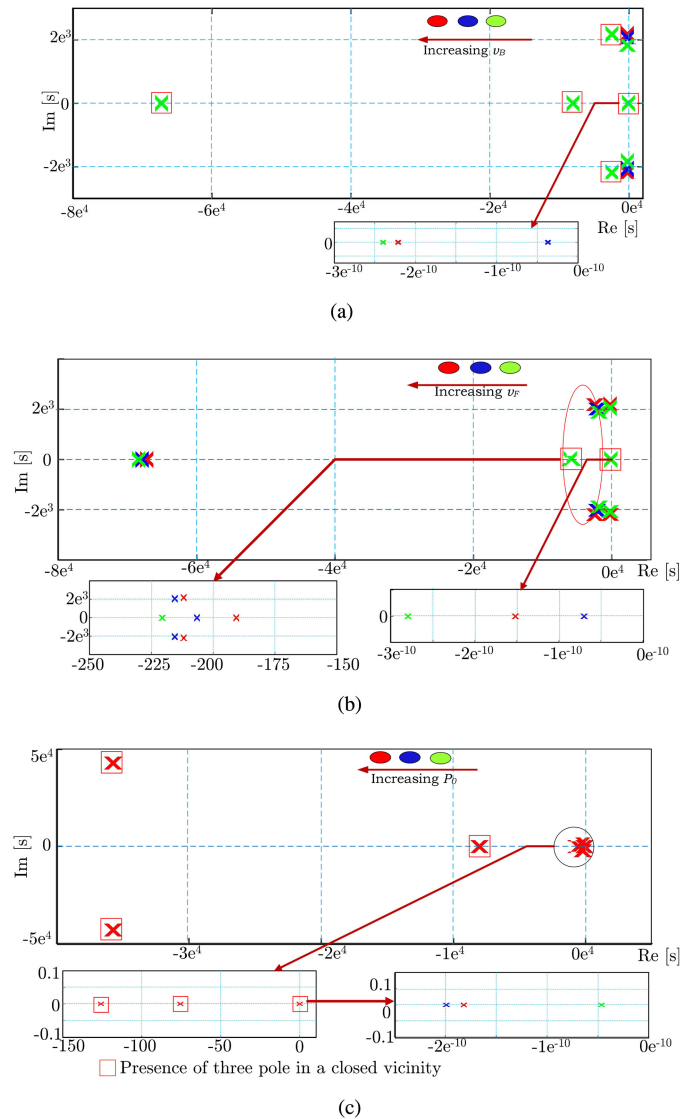 2e³
Increasing v_B
Im [s]
0
-2e³
-8e⁴ -6e⁴ -4e⁴ -2e⁴ 0e⁴
Re [s]
0
-3e⁻¹⁰ -2e⁻¹⁰ -1e⁻¹⁰ 0e⁻¹⁰
(a)
Increasing v_F
2e³
Im [s]
0
-2e³
-8e⁴ -6e⁴ -4e⁴ -2e⁴ 0e⁴ Re [s]
2e³
0
-2e³
-250 -225 -200 -175 -150
0
-3e⁻¹⁰ -2e⁻¹⁰ -1e⁻¹⁰ 0e⁻¹⁰
(b)
5e⁴
Increasing P₀
Im [s]
0
-5e⁴
-3e⁴ -2e⁴ -1e⁴ 0e⁴ Re [s]
0.1
0
-0.1
-150 -100 -50 0
0.1
0
-0.1
-2e⁻¹⁰ -1e⁻¹⁰ 0e⁻¹⁰
Presence of three pole in a closed vicinity
(c)